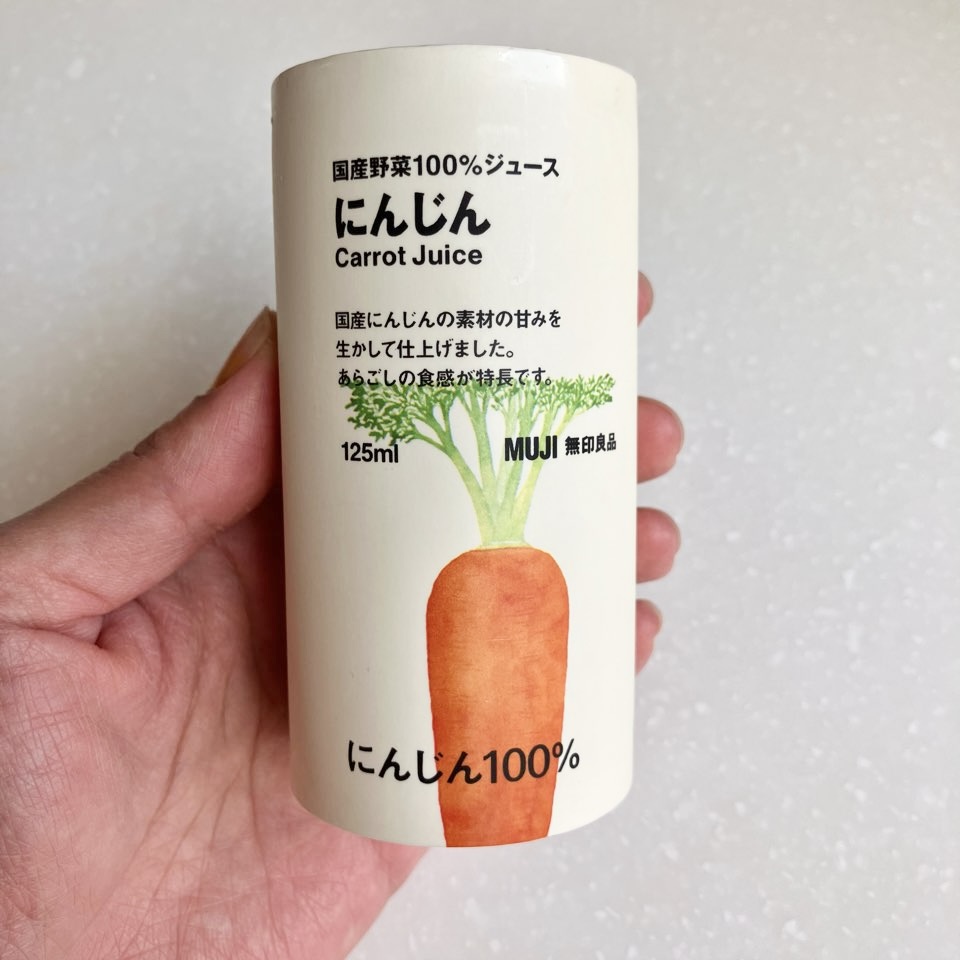 国産野菜100%ジュース
にんじん
Carrot Juice
国産にんじんの素材の甘みを
生かして仕上げました。
あらごしの食感が特長です。
125ml MUJI 無印良品
にんじん100%